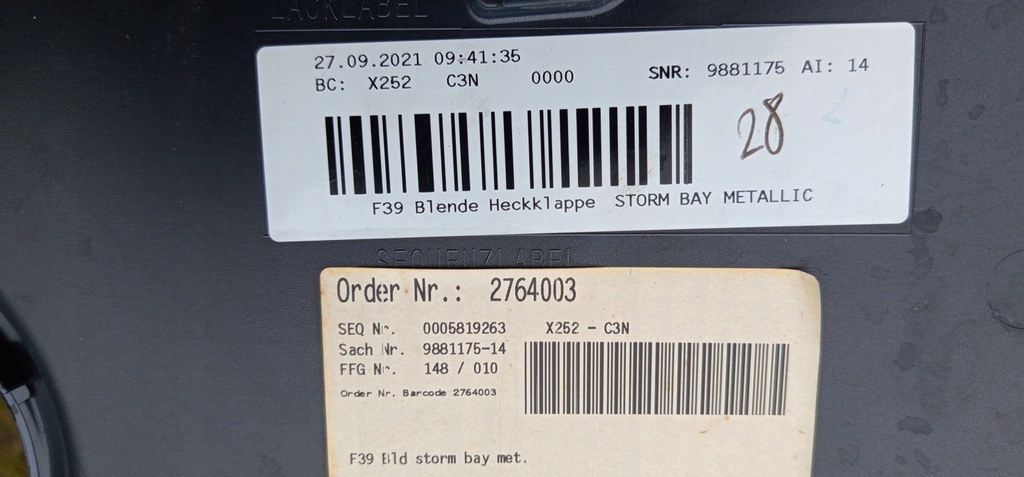 LACKLABEL
27.09.2021 09:41:35
BC: X252 C3N 0000 SNR: 9881175 AI: 14
28
F39 Blende Heckklappe STORM BAY METALLIC
SEQUENZLABEL
Order Nr.: 2764003
SEQ Nr. 0005819263 X252 - C3N
Sach Nr. 9881175-14
FFG Nr. 148 / 010
Order Nr. Barcode 2764003
F39 Bld storm bay met.